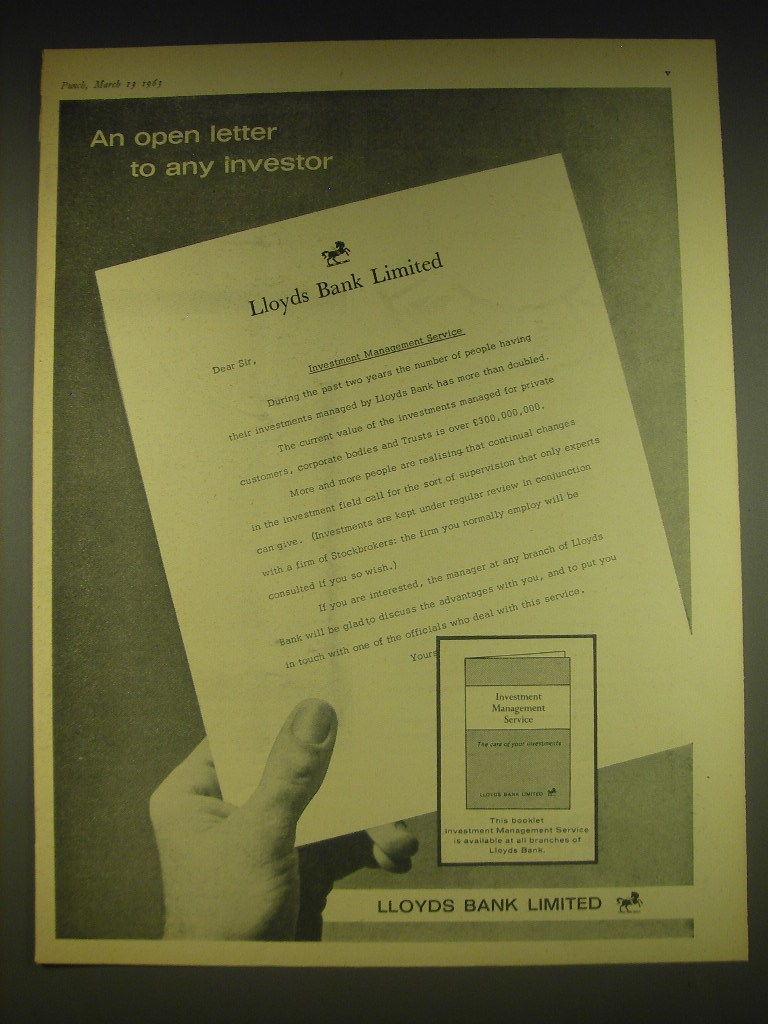 Punch, March 13 1963
v
An open letter
to any investor
Lloyds Bank Limited
Dear Sir,
Investment Management Service
During the past two years the number of people having
their investments managed by Lloyds Bank has more than doubled.
The current value of the investments managed for private
customers, corporate bodies and Trusts is over £300,000,000.
More and more people are realising that continual changes
in the investment field call for the sort of supervision that only experts
can give. (Investments are kept under regular review in conjunction
with a firm of Stockbrokers: the firm you normally employ will be
consulted if you so wish.)
If you are interested, the manager at any branch of Lloyds
Bank will be glad to discuss the advantages with you, and to put you
in touch with one of the officials who deal with this service.
Yours
Investment
Management
Service
The care of your investments
LLOYDS BANK LIMITED
This booklet
Investment Management Service
is available at all branches of
Lloyds Bank.
LLOYDS BANK LIMITED